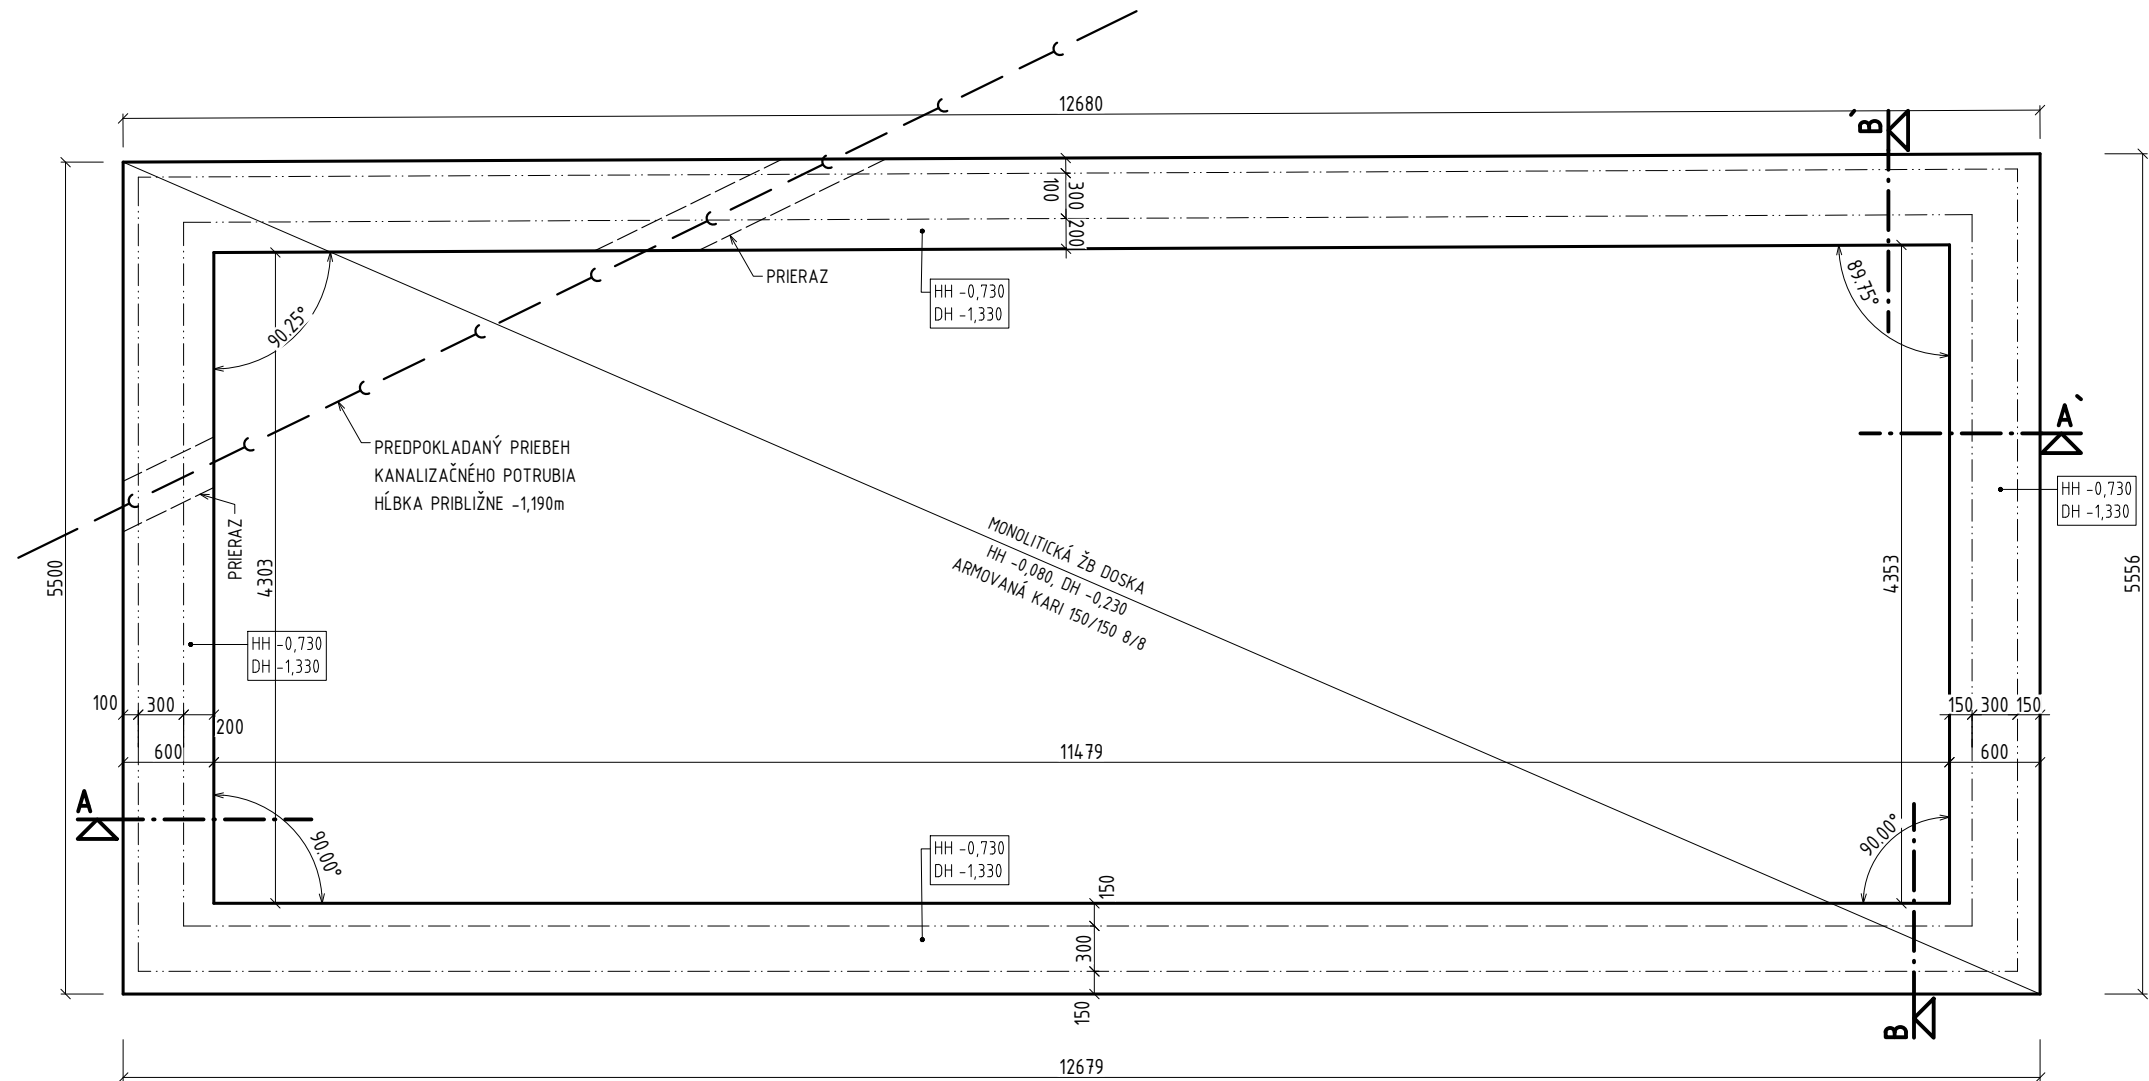 12680
B`
100
300
200
PRIERAZ
HH -0,730
DH -1,330
90.25°
89.75°
A`
PREDPOKLADANÝ PRIEBEH
KANALIZAČNÉHO POTRUBIA
HĹBKA PRIBLIŽNE -1,190m
HH -0,730
DH -1,330
PRIERAZ
5500
4303
MONOLITICKÁ ŽB DOSKA
HH -0,080, DH -0,230
ARMOVANÁ KARI 150/150 8/8
4353
5556
HH -0,730
DH -1,330
100
300
200
150
300
150
600
11479
600
A
90.00°
HH -0,730
DH -1,330
90.00°
150
300
150
B
12679